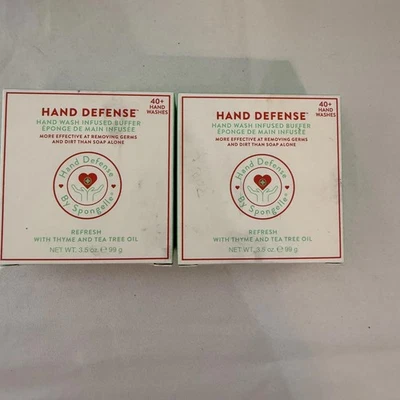 HAND DEFENSE™
40+
HAND
WASHES
HAND WASH INFUSED BUFFER
ÉPONGE DE MAIN INFUSÉE
MORE EFFECTIVE AT REMOVING GERMS
AND DIRT THAN SOAP ALONE
Hand Defense
By Spongellé®
REFRESH
WITH THYME AND TEA TREE OIL
NET WT. 3.5 oz. ℮ 99 g
HAND DEFENSE™
40+
HAND
WASHES
HAND WASH INFUSED BUFFER
ÉPONGE DE MAIN INFUSÉE
MORE EFFECTIVE AT REMOVING GERMS
AND DIRT THAN SOAP ALONE
Hand Defense
By Spongellé®
REFRESH
WITH THYME AND TEA TREE OIL
NET WT. 3.5 oz. ℮ 99 g